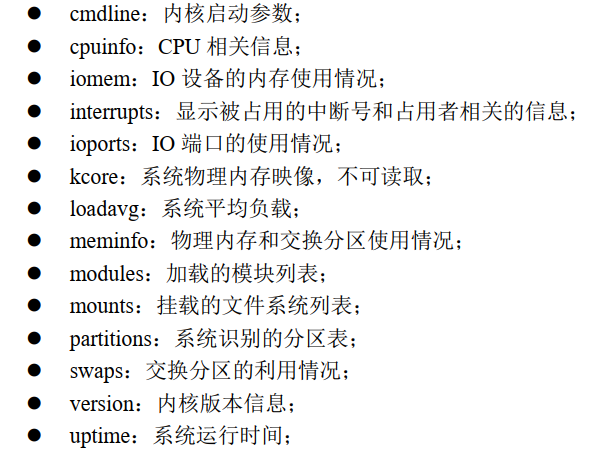 ● cmdline：内核启动参数；
● cpuinfo：CPU 相关信息；
● iomem：IO 设备的内存使用情况；
● interrupts：显示被占用的中断号和占用者相关的信息；
● ioports：IO 端口的使用情况；
● kcore：系统物理内存映像，不可读取；
● loadavg：系统平均负载；
● meminfo：物理内存和交换分区使用情况；
● modules：加载的模块列表；
● mounts：挂载的文件系统列表；
● partitions：系统识别的分区表；
● swaps：交换分区的利用情况；
● version：内核版本信息；
● uptime：系统运行时间；